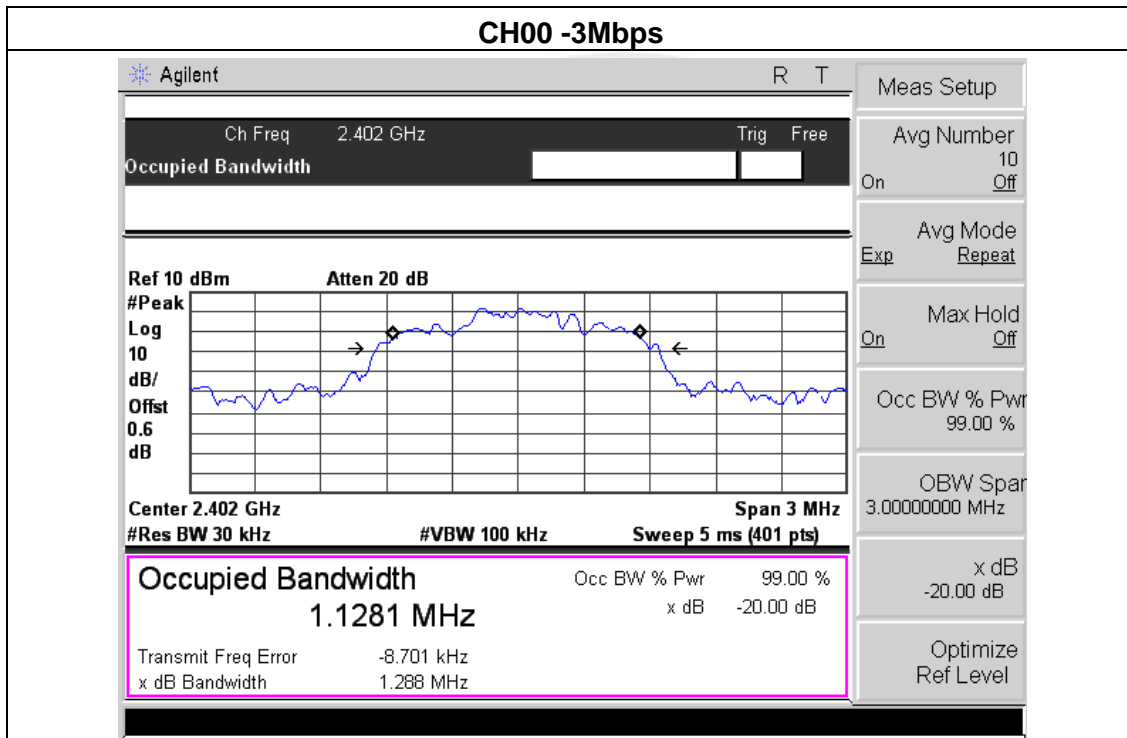 CH00 -3Mbps
Agilent R T
Ch Freq 2.402 GHz Trig Free
Occupied Bandwidth
Ref 10 dBm Atten 20 dB
#Peak
Log
10
dB/
Offst
0.6
dB
Center 2.402 GHz Span 3 MHz
#Res BW 30 kHz #VBW 100 kHz Sweep 5 ms (401 pts)
Occupied Bandwidth Occ BW % Pwr 99.00 %
1.1281 MHz x dB -20.00 dB
Transmit Freq Error -8.701 kHz
x dB Bandwidth 1.288 MHz
Meas Setup
Avg Number
10
On Off
Avg Mode
Exp Repeat
Max Hold
On Off
Occ BW % Pwr
99.00 %
OBW Span
3.00000000 MHz
x dB
-20.00 dB
Optimize
Ref Level